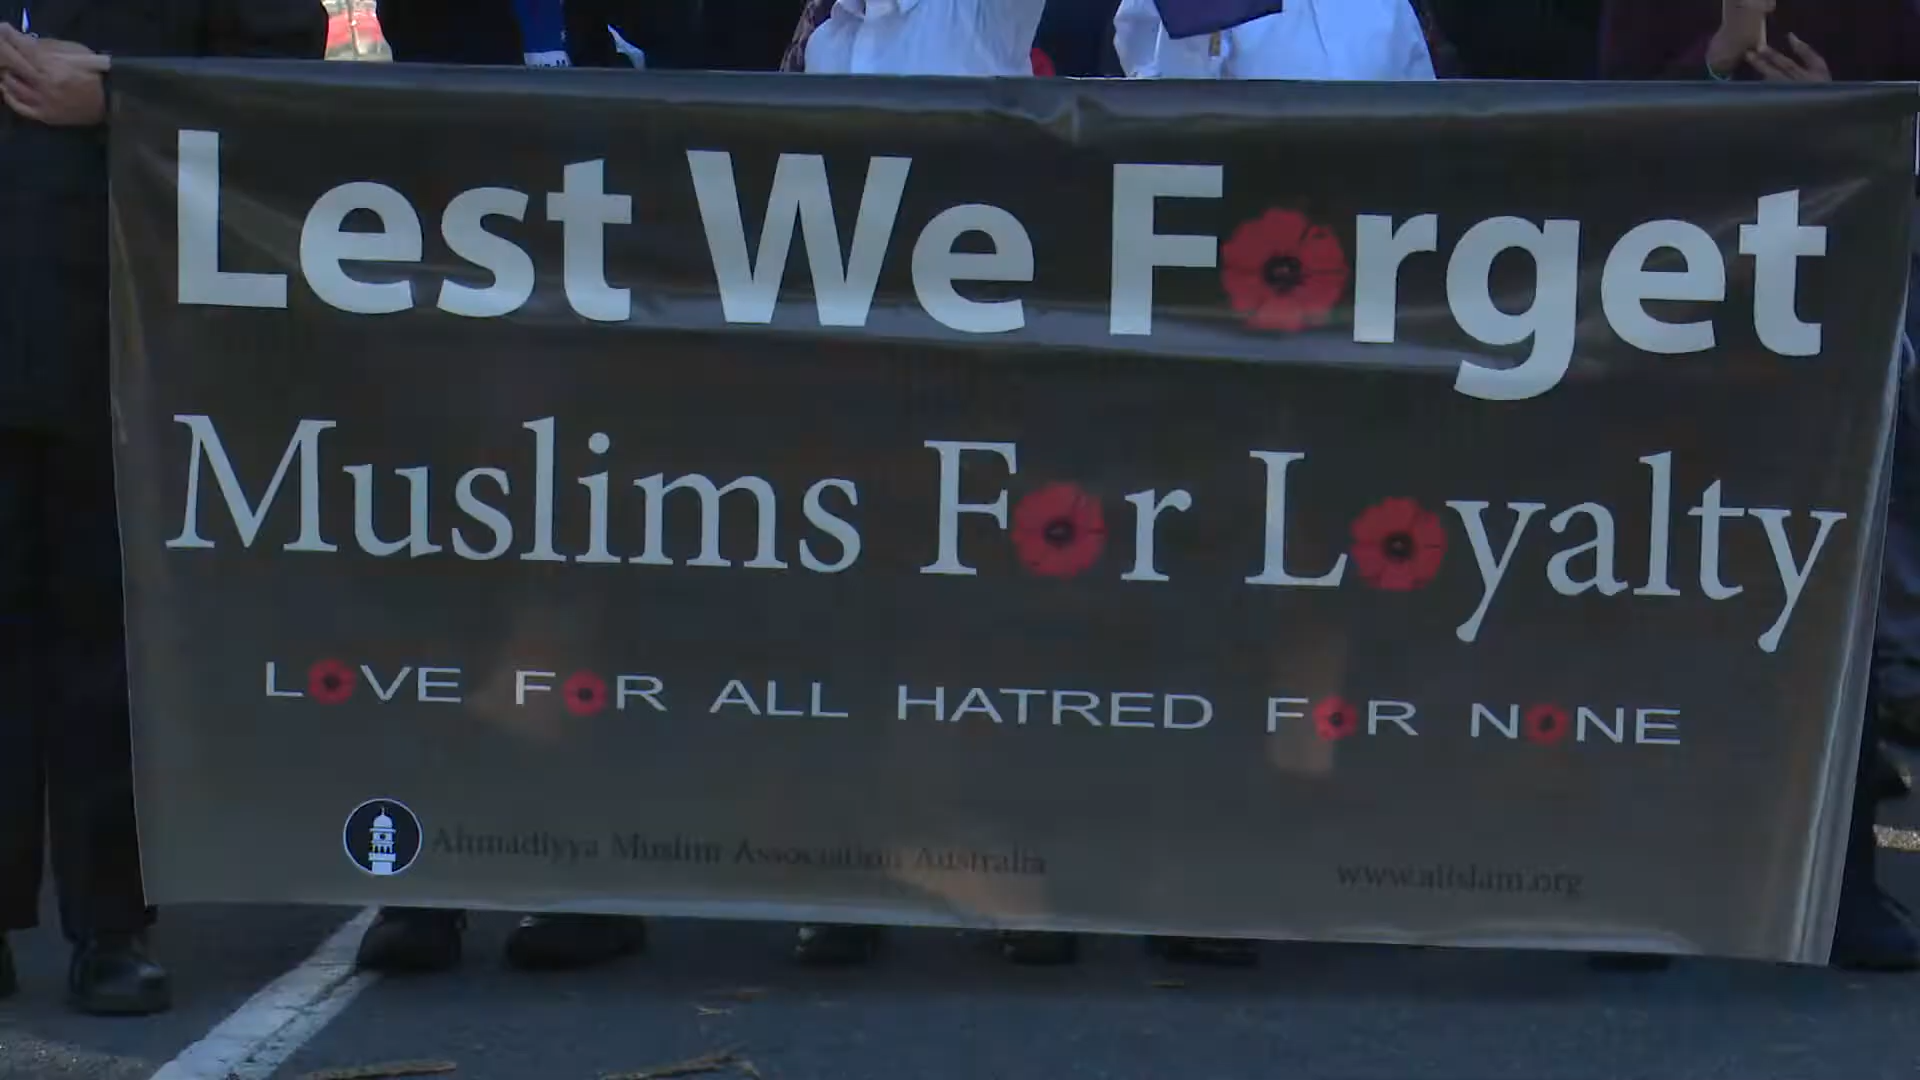 Lest We Forget
Muslims For Loyalty
LOVE FOR ALL HATRED FOR NONE
Ahmadiyya Muslim Association Australia
www.alislam.org